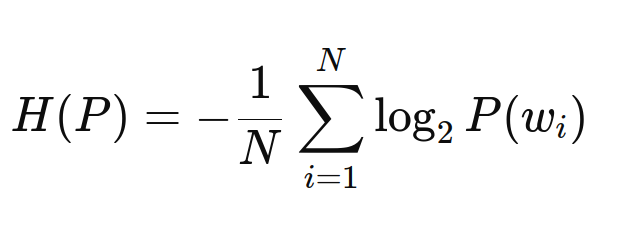 H(P) = -\frac{1}{N} \sum_{i=1}^{N} \log_2 P(w_i)